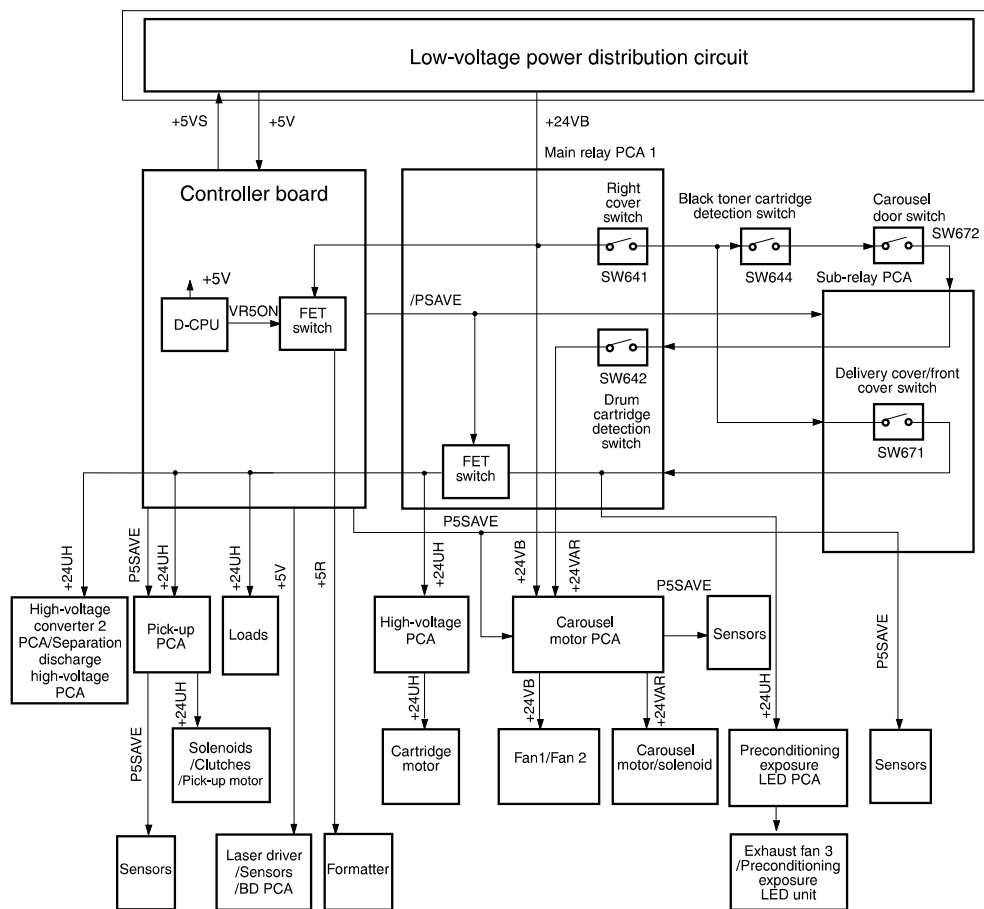 Low-voltage power distribution circuit
+5VS
+5V
+24VB
Main relay PCA 1
Controller board
Right
cover
switch
SW641
Black toner cartridge
detection switch
SW644
Carousel
door switch
SW672
Sub-relay PCA
+5V
D-CPU
VR5ON
FET
switch
/PSAVE
SW642
Drum
cartridge
detection
switch
Delivery cover/front
cover switch
SW671
FET
switch
P5SAVE
+24UH
P5SAVE
+24UH
+24UH
+5V
+5R
+24UH
+24VB
+24VAR
P5SAVE
High-voltage
converter 2
PCA/Separation
discharge
high-voltage
PCA
Pick-up
PCA
Loads
High-voltage
PCA
Carousel
motor PCA
Sensors
P5SAVE
P5SAVE
+24UH
+24UH
+24VB
+24VAR
+24UH
Solenoids
/Clutches
/Pick-up motor
Cartridge
motor
Fan1/Fan 2
Carousel
motor/solenoid
Preconditioning
exposure
LED PCA
Sensors
Sensors
Laser driver
/Sensors
/BD PCA
Formatter
Exhaust fan 3
/Preconditioning
exposure
LED unit